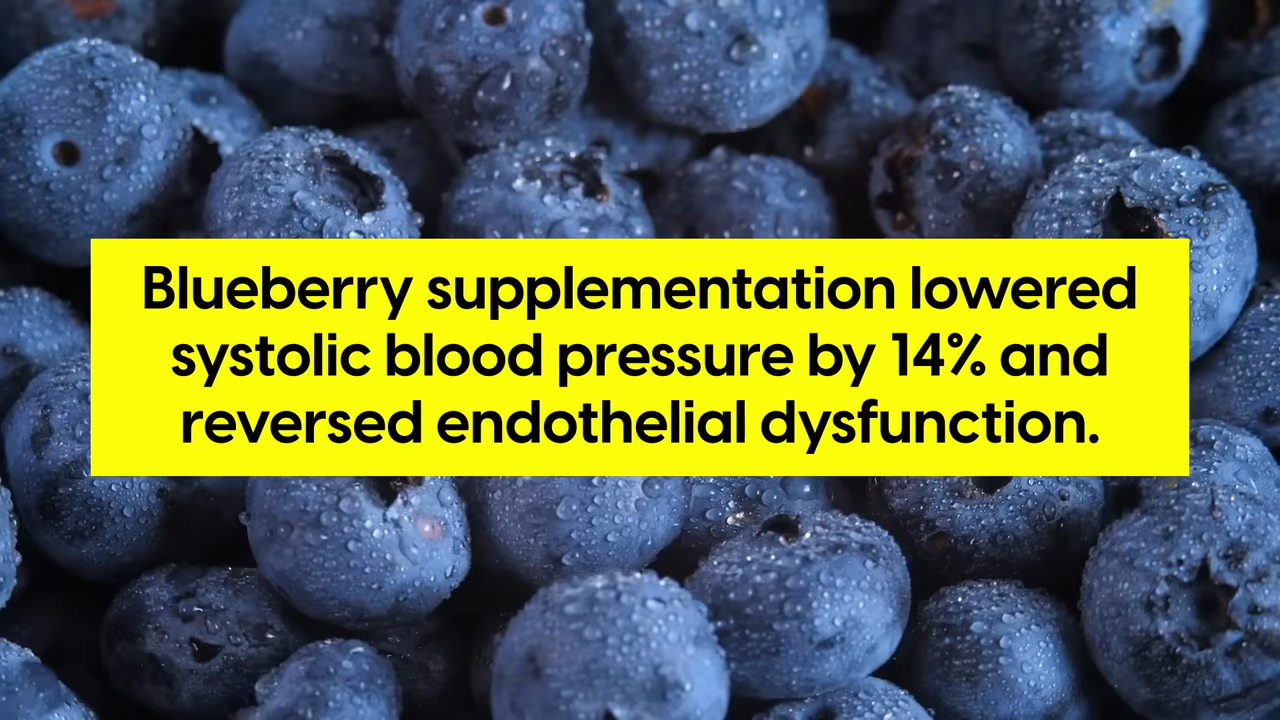 Blueberry supplementation lowered
systolic blood pressure by 14% and
reversed endothelial dysfunction.